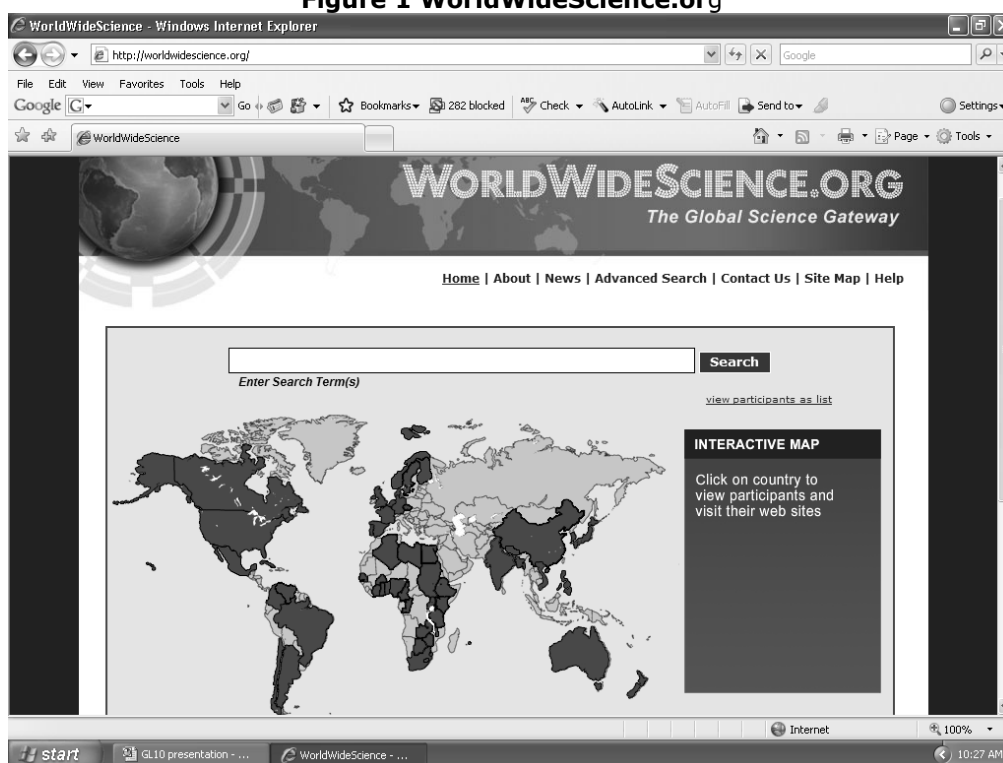 Figure 1 WorldWideScience.org
WorldWideScience - Windows Internet Explorer
http://worldwidescience.org/
Google
File Edit View Favorites Tools Help
Google G Go Bookmarks 282 blocked ABC Check AutoLink AutoFill Send to Settings
WorldWideScience
Page Tools
WORLDWIDESCIENCE.ORG
The Global Science Gateway
Home | About | News | Advanced Search | Contact Us | Site Map | Help
Search
Enter Search Term(s)
view participants as list
INTERACTIVE MAP
Click on country to
view participants and
visit their web sites
Internet 100%
start GL10 presentation - ... WorldWideScience - ... 10:27 AM